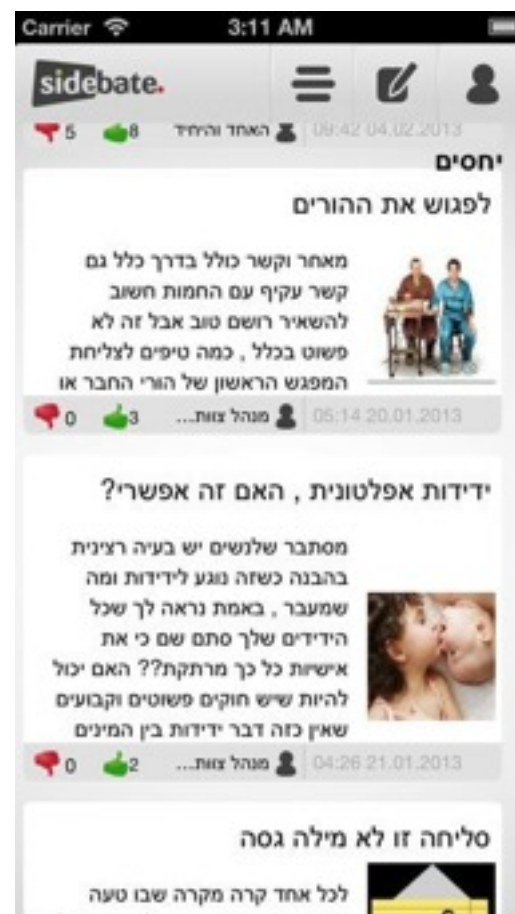 Carrier 3:11 AM
sidebate.
5 8 האחד והיחיד 09:42 04.02.2013
יחסים
לפגוש את ההורים
מאחר וקשר כולל בדרך כלל גם
קשר עקיף עם החמות חשוב
להשאיר רושם טוב אבל זה לא
פשוט בכלל , כמה טיפים לצליחת
המפגש הראשון של הורי החבר או
0 3 מנהל צוות... 05:14 20.01.2013
ידידות אפלטונית , האם זה אפשרי?
מסתבר שלנשים יש בעיה רצינית
בהבנה כשזה נוגע לידידות ומה
שמעבר , באמת נראה לך שכל
הידידים שלך סתם שם כי את
אישיות כל כך מרתקת?? האם יכול
להיות שיש חוקים פשוטים וקבועים
שאין כזה דבר ידידות בין המינים
0 2 מנהל צוות... 04:26 21.01.2013
סליחה זו לא מילה גסה
לכל אחד קרה מקרה שבו טעה